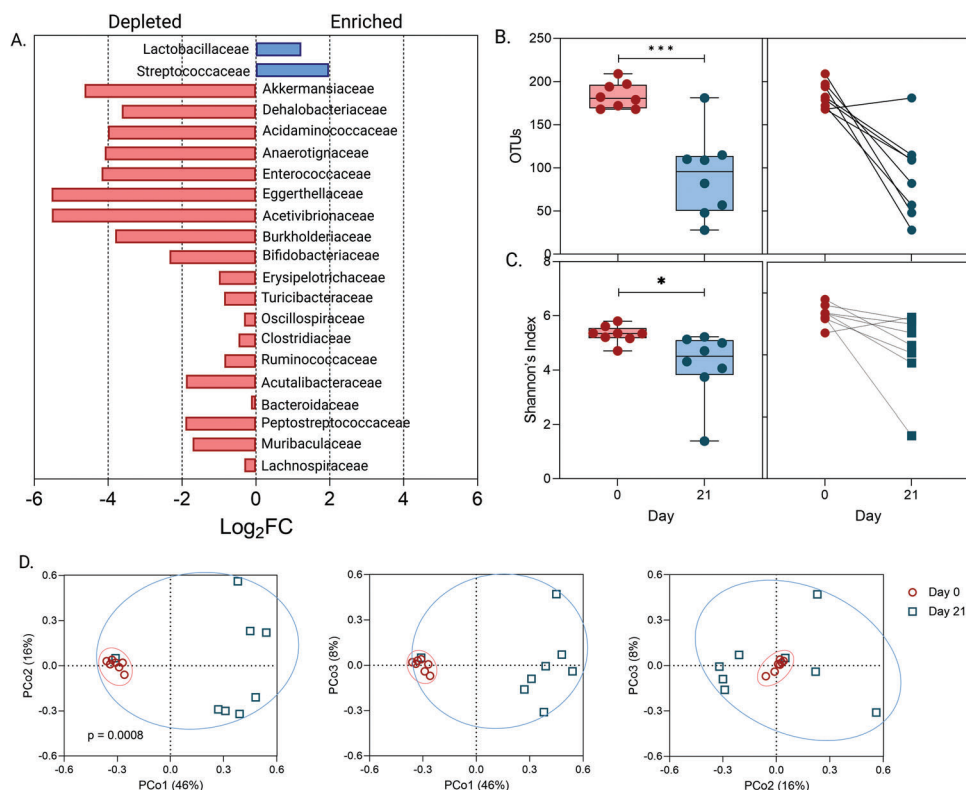 A.
Depleted
Enriched
Lactobacillaceae
Streptococcaceae
Akkermansiaceae
Dehalobacteriaceae
Acidaminococcaceae
Anaerotignaceae
Enterococcaceae
Eggerthellaceae
Acetivibrionaceae
Burkholderiaceae
Bifidobacteriaceae
Erysipelotrichaceae
Turicibacteraceae
Oscillospiraceae
Clostridiaceae
Ruminococcaceae
Acutalibacteraceae
Bacteroidaceae
Peptostreptococcaceae
Muribaculaceae
Lachnospiraceae
-6 -4 -2 0 2 4 6
Log₂FC
B.
250
200
150
100
50
0
OTUs
***
C.
8
6
4
2
0
Shannon's Index
*
0 21
Day
0 21
Day
D.
0.6
0.3
0.0
-0.3
-0.6
PCo2 (16%)
p = 0.0008
-0.6 -0.3 0.0 0.3 0.6
PCo1 (46%)
0.6
0.3
0.0
-0.3
-0.6
PCo3 (8%)
-0.6 -0.3 0.0 0.3 0.6
PCo1 (46%)
0.6
0.3
0.0
-0.3
-0.6
PCo3 (8%)
-0.6 -0.3 0.0 0.3 0.6
PCo2 (16%)
Day 0
Day 21